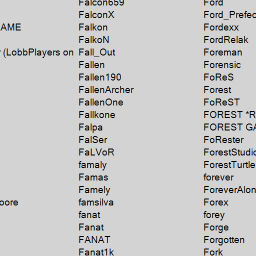 Falcon659 Ford
FalconX Ford_Prefec
AME Falkon Fordexx
FalkoN FordRelak
(LobbPlayers on Fall_Out Foreman
Fallen Forensic
Fallen190 FoReS
FallenArcher Forest
FallenOne FoReST
Fallkone FOREST *R
Falpa FOREST GA
FalSer FoRester
FaLVoR ForestStudio
famaly ForestTurtle
Famas forever
Famely ForeverAlon
oore famsilva Forex
fanat forey
Fanat Forge
FANAT Forgotten
Fanat1k Fork